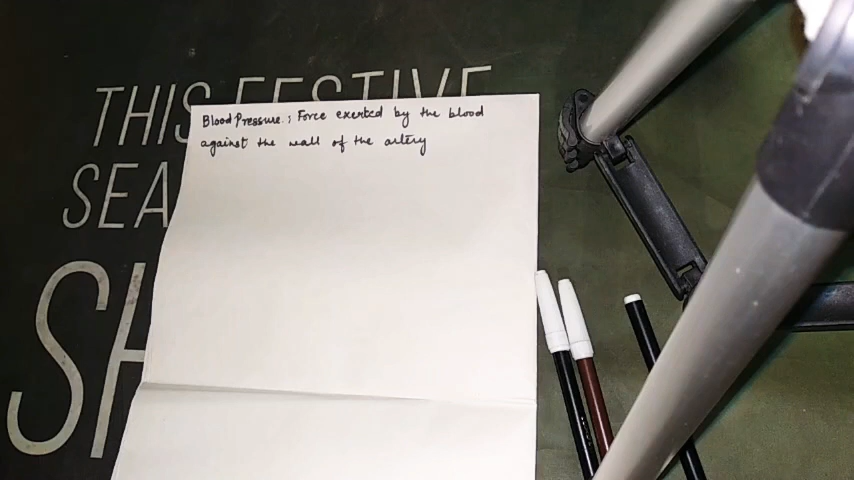 THIS FESTIVE
SEA
SH
Blood Pressure : Force exerted by the blood
against the wall of the artery